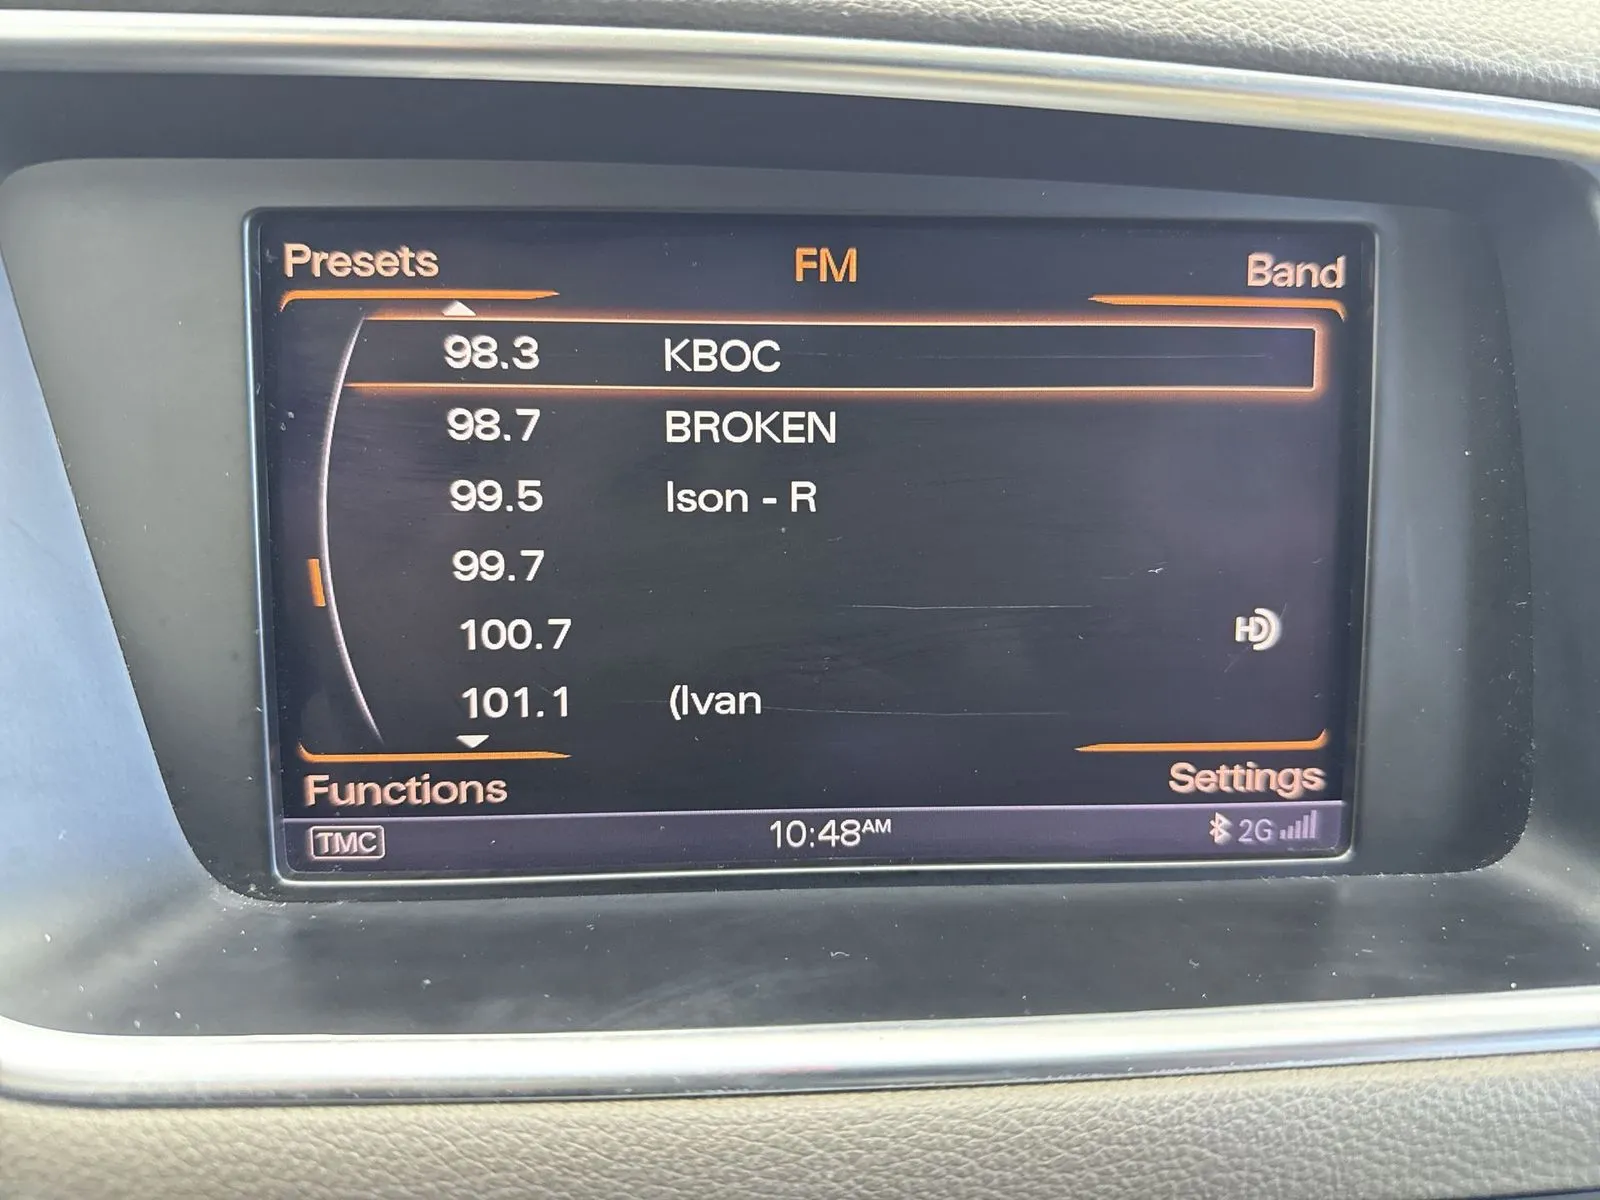 Presets FM Band
98.3 KBOC
98.7 BROKEN
99.5 Ison - R
99.7
100.7 HD
101.1 (Ivan
Functions Settings
TMC 10:48AM 2G